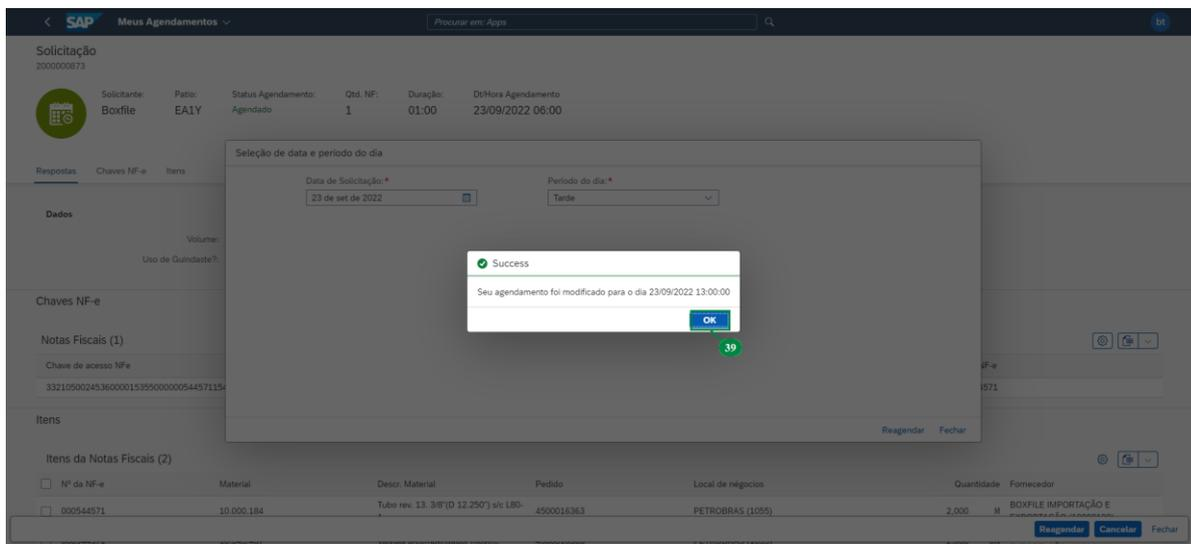 SAP Meus Agendamentos Procurar em: Apps bt
Solicitação
2000000873
Solicitante: Patio: Status Agendamento: Qtd. NF: Duração: Dt/Hora Agendamento
Boxfile EA1Y Agendado 1 01:00 23/09/2022 06:00
Seleção de data e período do dia
Respostas Chaves NF-e Itens
Data de Solicitação:* Período do dia:*
23 de set de 2022 Tarde
Dados
Volume:
Uso de Guindaste?:
Success
Seu agendamento foi modificado para o dia 23/09/2022 13:00:00
OK
39
Chaves NF-e
Notas Fiscais (1)
Chave de acesso NFe
Itens
Reagendar Fechar
Itens da Notas Fiscais (2)
Nº da NF-e Material Descr. Material Pedido Local de négocios Quantidade Fornecedor
000544571 10.000.184 Tubo rev. 13. 3/8"(D 12.250") s/c L80- 4500016363 PETROBRAS (1055) 2,000 M BOXFILE IMPORTAÇÃO E
Reagendar Cancelar Fechar